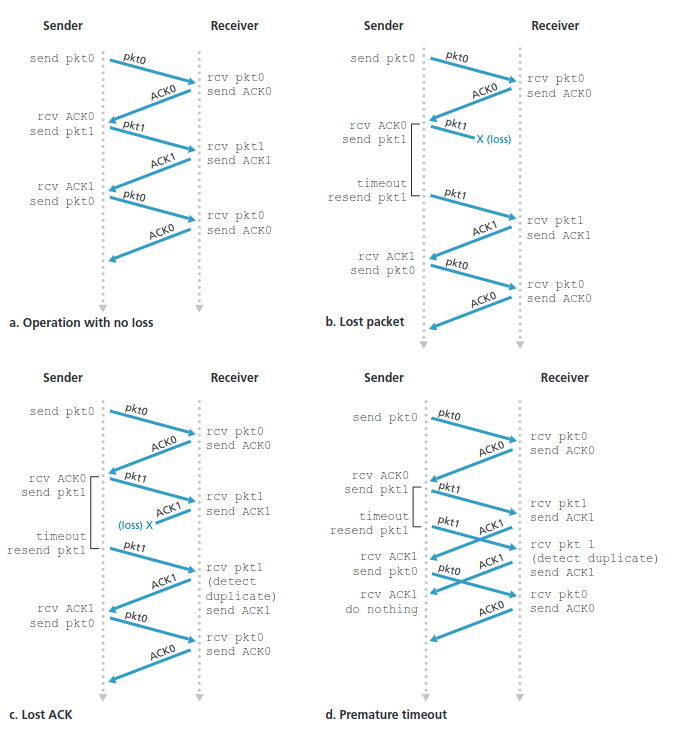 Sender Receiver
send pkt0 pkt0
rcv pkt0
ACK0 send ACK0
rcv ACK0
send pkt1 pkt1
rcv pkt1
ACK1 send ACK1
rcv ACK1
send pkt0 pkt0
rcv pkt0
ACK0 send ACK0
a. Operation with no loss
Sender Receiver
send pkt0 pkt0
rcv pkt0
ACK0 send ACK0
rcv ACK0 pkt1
send pkt1 X (loss)
timeout
resend pkt1 pkt1
rcv pkt1
ACK1 send ACK1
rcv ACK1
send pkt0 pkt0
rcv pkt0
ACK0 send ACK0
b. Lost packet
Sender Receiver
send pkt0 pkt0
rcv pkt0
ACK0 send ACK0
rcv ACK0 pkt1
send pkt1
rcv pkt1
ACK1 send ACK1
(loss) X
timeout
resend pkt1 pkt1
rcv pkt1
ACK1 (detect
duplicate)
rcv ACK1 send ACK1
send pkt0 pkt0
rcv pkt0
ACK0 send ACK0
c. Lost ACK
Sender Receiver
send pkt0 pkt0
rcv pkt0
ACK0 send ACK0
rcv ACK0
send pkt1 pkt1
rcv pkt1
timeout send ACK1
resend pkt1 pkt1 ACK1
rcv pkt 1
rcv ACK1 ACK1 (detect duplicate)
send pkt0 pkt0 send ACK1
rcv ACK1 rcv pkt0
do nothing ACK0 send ACK0
d. Premature timeout